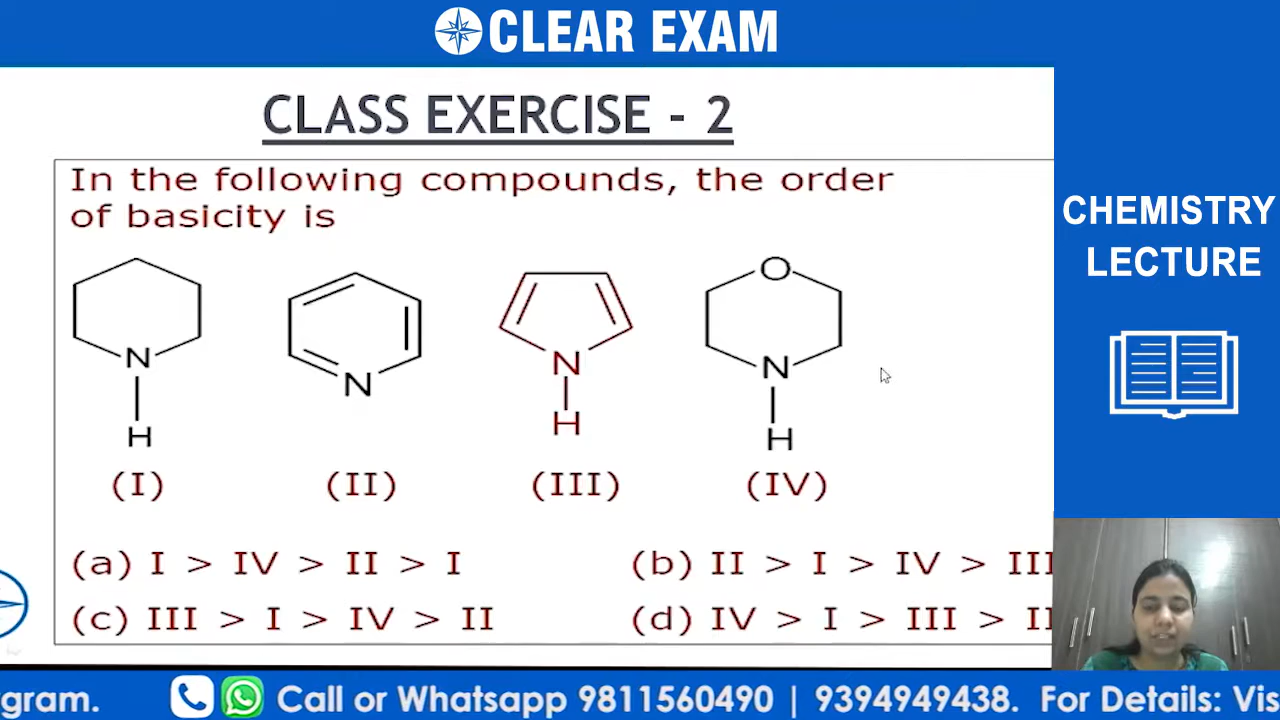 CLEAR EXAM
CLASS EXERCISE - 2
In the following compounds, the order
of basicity is
N
H
(I)
N
(II)
N
H
(III)
O
N
H
(IV)
(a) I > IV > II > I
(b) II > I > IV > III
(c) III > I > IV > II
(d) IV > I > III > II
CHEMISTRY
LECTURE
gram. Call or Whatsapp 9811560490 | 9394949438. For Details: Vis